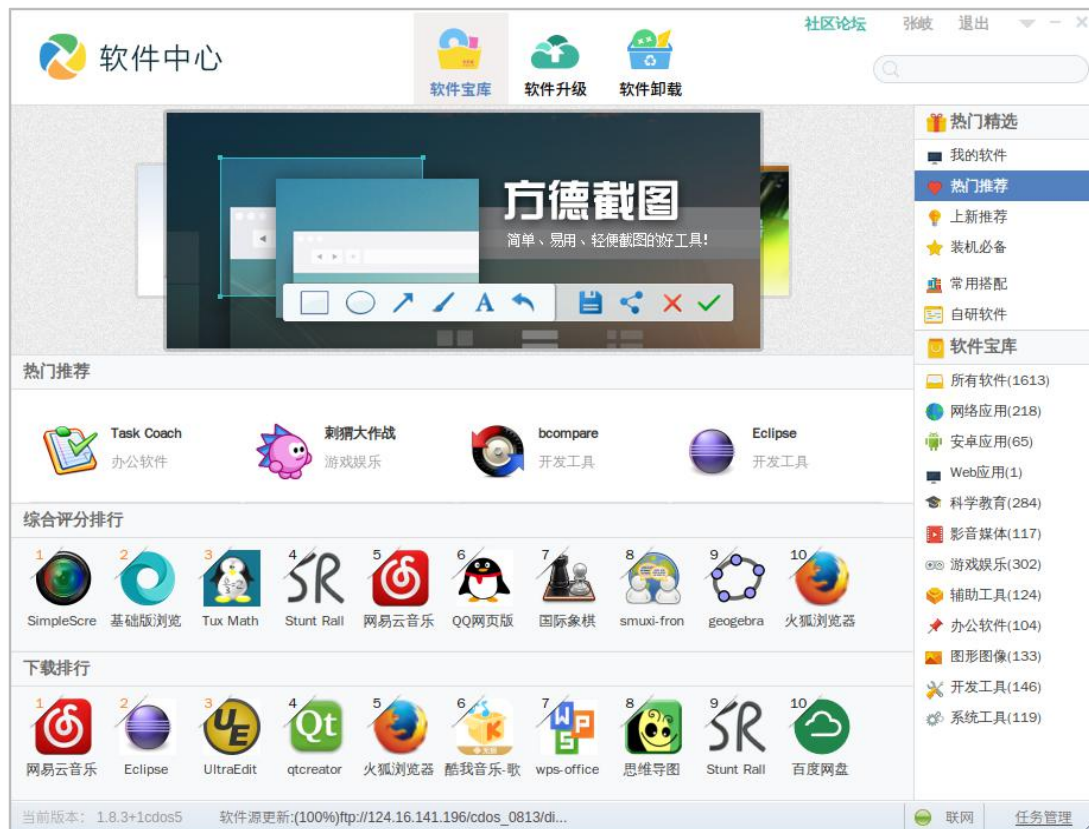 社区论坛 张岐 退出
软件中心
软件宝库 软件升级 软件卸载
方德截图
简单、易用、轻便截图的好工具!
A
热门推荐
Task Coach
办公软件
刺猬大作战
游戏娱乐
bcompare
开发工具
Eclipse
开发工具
综合评分排行
1 2 3 4 5 6 7 8 9 10
SimpleScre 基础版浏览 Tux Math Stunt Rall 网易云音乐 QQ网页版 国际象棋 smuxi-fron geogebra 火狐浏览器
下载排行
1 2 3 4 5 6 7 8 9 10
网易云音乐 Eclipse UltraEdit qtcreator 火狐浏览器 酷我音乐-歌 wps-office 思维导图 Stunt Rall 百度网盘
热门精选
我的软件
热门推荐
上新推荐
装机必备
常用搭配
自研软件
软件宝库
所有软件(1613)
网络应用(218)
安卓应用(65)
Web应用(1)
科学教育(284)
影音媒体(117)
游戏娱乐(302)
辅助工具(124)
办公软件(104)
图形图像(133)
开发工具(146)
系统工具(119)
当前版本: 1.8.3+1cdos5 软件源更新:(100%)ftp://124.16.141.196/cdos_0813/di... 联网 任务管理